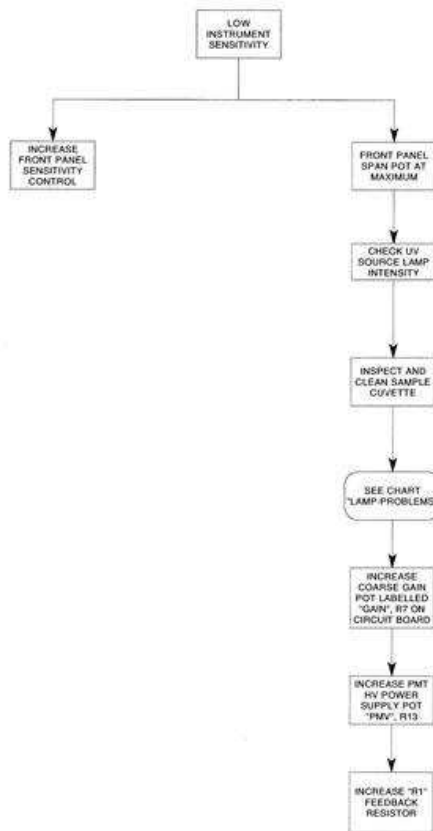 LOW
INSTRUMENT
SENSITIVITY
INCREASE
FRONT PANEL
SENSITIVITY
CONTROL
FRONT PANEL
SPAN POT AT
MAXIMUM
CHECK UV
SOURCE LAMP
INTENSITY
INSPECT AND
CLEAN SAMPLE
CUVETTE
SEE CHART
"LAMP-PROBLEMS
INCREASE
COARSE GAIN
POT LABELLED
"GAIN", R7 ON
CIRCUIT BOARD
INCREASE PMT
HV POWER
SUPPLY POT
"PMV", R13
INCREASE "R1"
FEEDBACK
RESISTOR